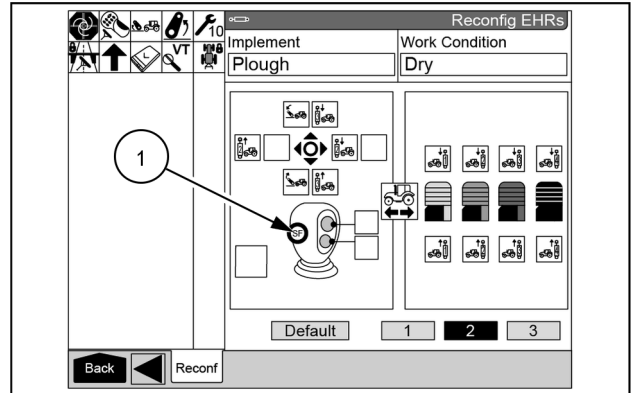 10
Reconfig EHRs
VT
Implement
Work Condition
Plough
Dry
1
SF
Default
1
2
3
Back
Reconf